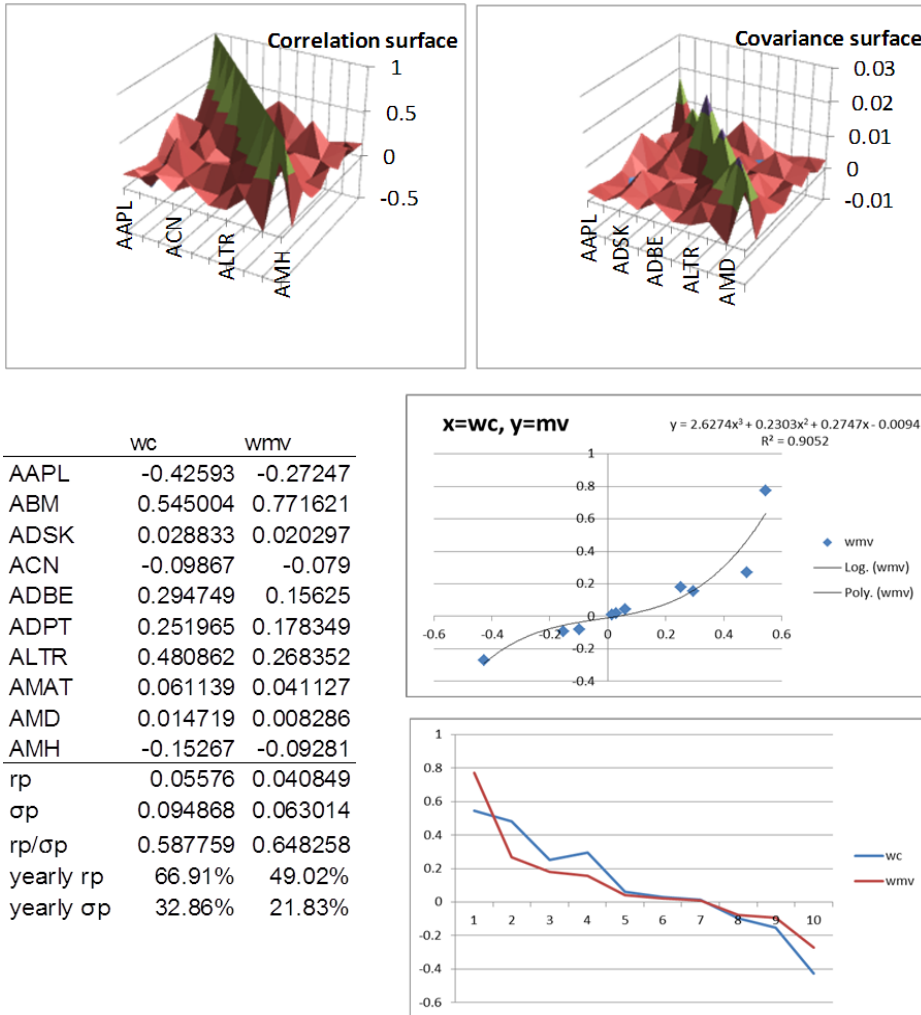 Correlation surface
1
0.5
0
-0.5
AAPL
ACN
ALTR
AMH
Covariance surface
0.03
0.02
0.01
0
-0.01
AAPL
ADSK
ADBE
ALTR
AMD
wc wmv
AAPL -0.42593 -0.27247
ABM 0.545004 0.771621
ADSK 0.028833 0.020297
ACN -0.09867 -0.079
ADBE 0.294749 0.15625
ADPT 0.251965 0.178349
ALTR 0.480862 0.268352
AMAT 0.061139 0.041127
AMD 0.014719 0.008286
AMH -0.15267 -0.09281
rp 0.05576 0.040849
σp 0.094868 0.063014
rp/σp 0.587759 0.648258
yearly rp 66.91% 49.02%
yearly σp 32.86% 21.83%
x=wc, y=mv
y = 2.6274x³ + 0.2303x² + 0.2747x - 0.0094
R² = 0.9052
1
0.8
0.6
0.4
0.2
0
-0.2
-0.4
-0.6 -0.4 -0.2 0 0.2 0.4 0.6
wmv
Log. (wmv)
Poly. (wmv)
1
0.8
0.6
0.4
0.2
0
-0.2
-0.4
-0.6
1 2 3 4 5 6 7 8 9 10
wc
wmv